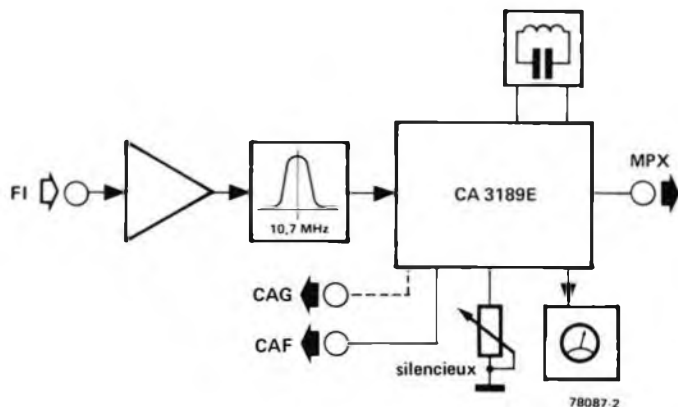 MPX
CA 3189E
FI
10,7 MHz
CAG
CAF
silencieux
78087-2